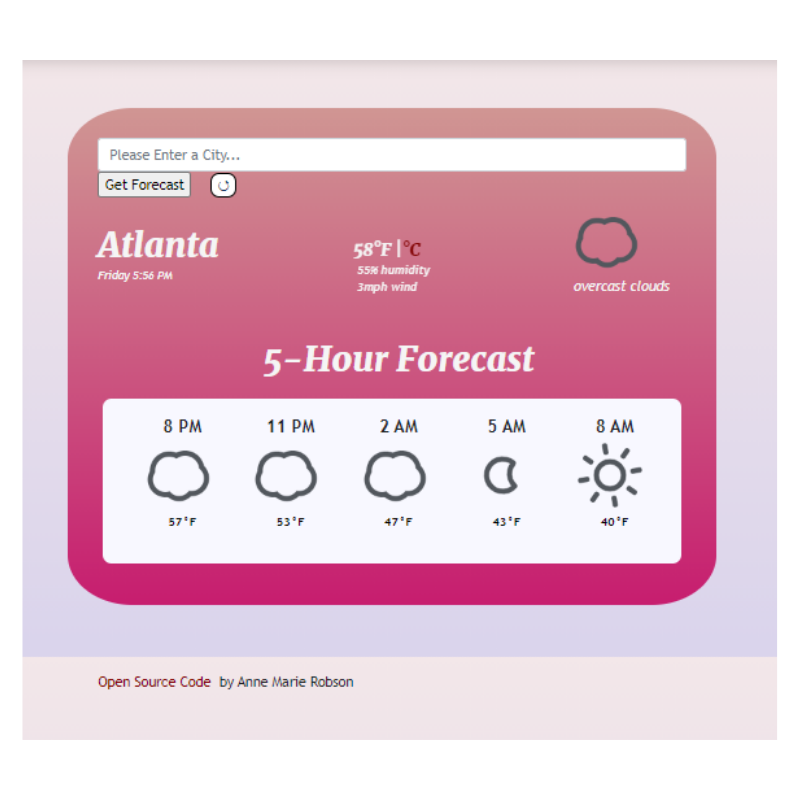 Please Enter a City...
Get Forecast
Atlanta
Friday 5:56 PM
58°F |°C
55% humidity
3mph wind
overcast clouds
5-Hour Forecast
8 PM 11 PM 2 AM 5 AM 8 AM
57°F 53°F 47°F 43°F 40°F
Open Source Code by Anne Marie Robson